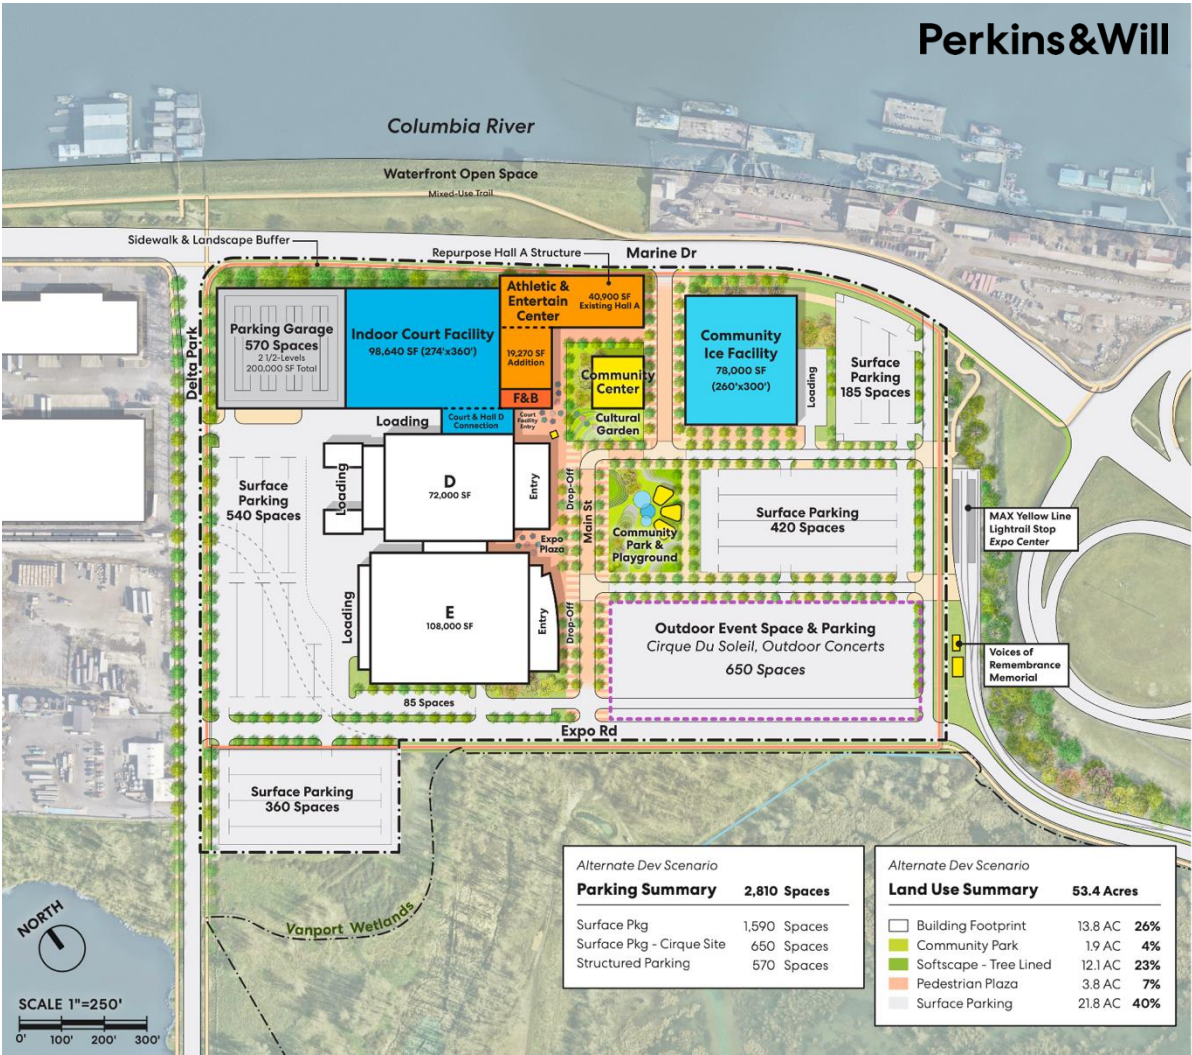 Perkins&Will
Columbia River
Waterfront Open Space
Mixed-Use Trail
Sidewalk & Landscape Buffer
Repurpose Hall A Structure
Marine Dr
Delta Park
Parking Garage
570 Spaces
2 1/2-Levels
200,000 SF Total
Indoor Court Facility
98,640 SF (274'x360')
Athletic &
Entertain
Center
40,900 SF
Existing Hall A
19,270 SF
Addition
F&B
Community
Center
Cultural
Garden
Community
Ice Facility
78,000 SF
(260'x300')
Loading
Surface
Parking
185 Spaces
Loading
Court & Hall D
Connection
Court
Facility
Entry
Surface
Parking
540 Spaces
Loading
D
72,000 SF
Entry
Drop-Off
Main St
Expo
Plaza
Community
Park &
Playground
Surface Parking
420 Spaces
MAX Yellow Line
Lightrail Stop
Expo Center
Loading
E
108,000 SF
Entry
Drop-Off
Outdoor Event Space & Parking
Cirque Du Soleil, Outdoor Concerts
650 Spaces
Voices of
Remembrance
Memorial
85 Spaces
Expo Rd
Surface Parking
360 Spaces
Vanport Wetlands
NORTH
SCALE 1"=250'
0' 100' 200' 300'
Alternate Dev Scenario
Parking Summary 2,810 Spaces
Surface Pkg 1,590 Spaces
Surface Pkg - Cirque Site 650 Spaces
Structured Parking 570 Spaces
Alternate Dev Scenario
Land Use Summary 53.4 Acres
Building Footprint 13.8 AC 26%
Community Park 1.9 AC 4%
Softscape - Tree Lined 12.1 AC 23%
Pedestrian Plaza 3.8 AC 7%
Surface Parking 21.8 AC 40%